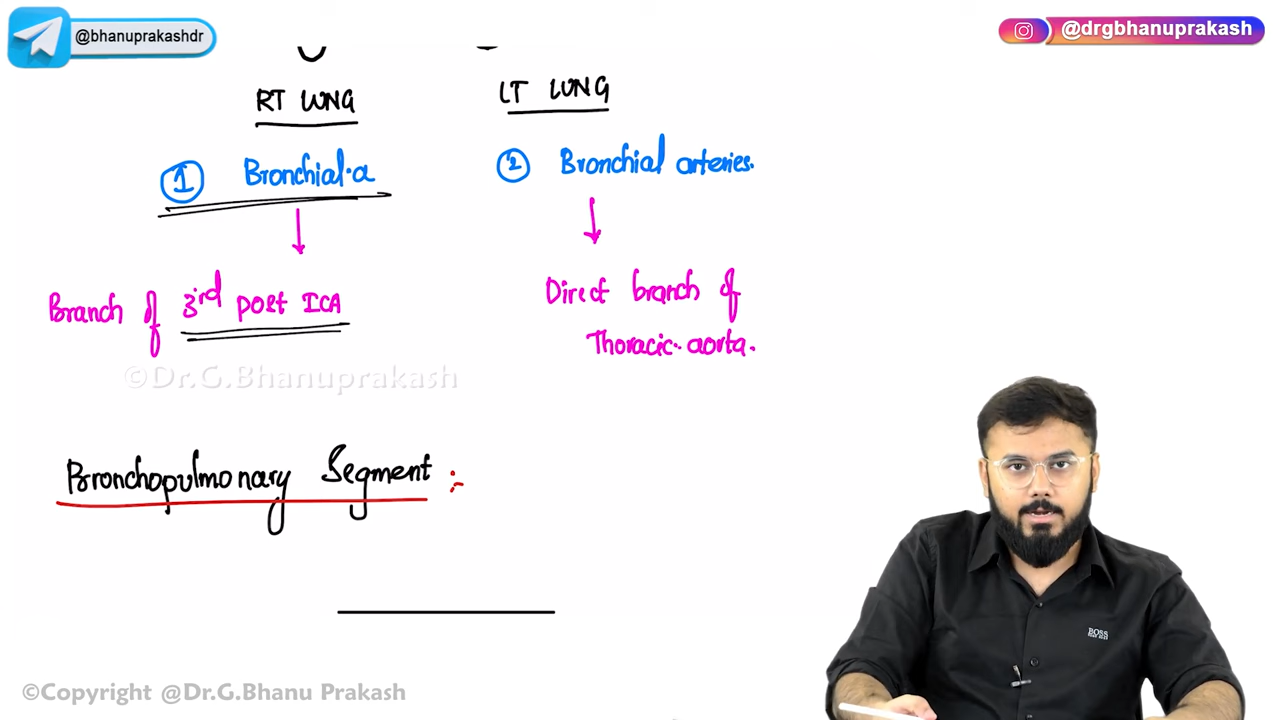 @bhanuprakashdr
@drgbhanuprakash
RT LUNG
LT LUNG
1 Bronchial.a
2 Bronchial arteries.
Branch of 3rd post ICA
Direct branch of
Thoracic aorta.
©Dr.G.Bhanuprakash
Bronchopulmonary Segment :-
BOSS
©Copyright @Dr.G.Bhanu Prakash